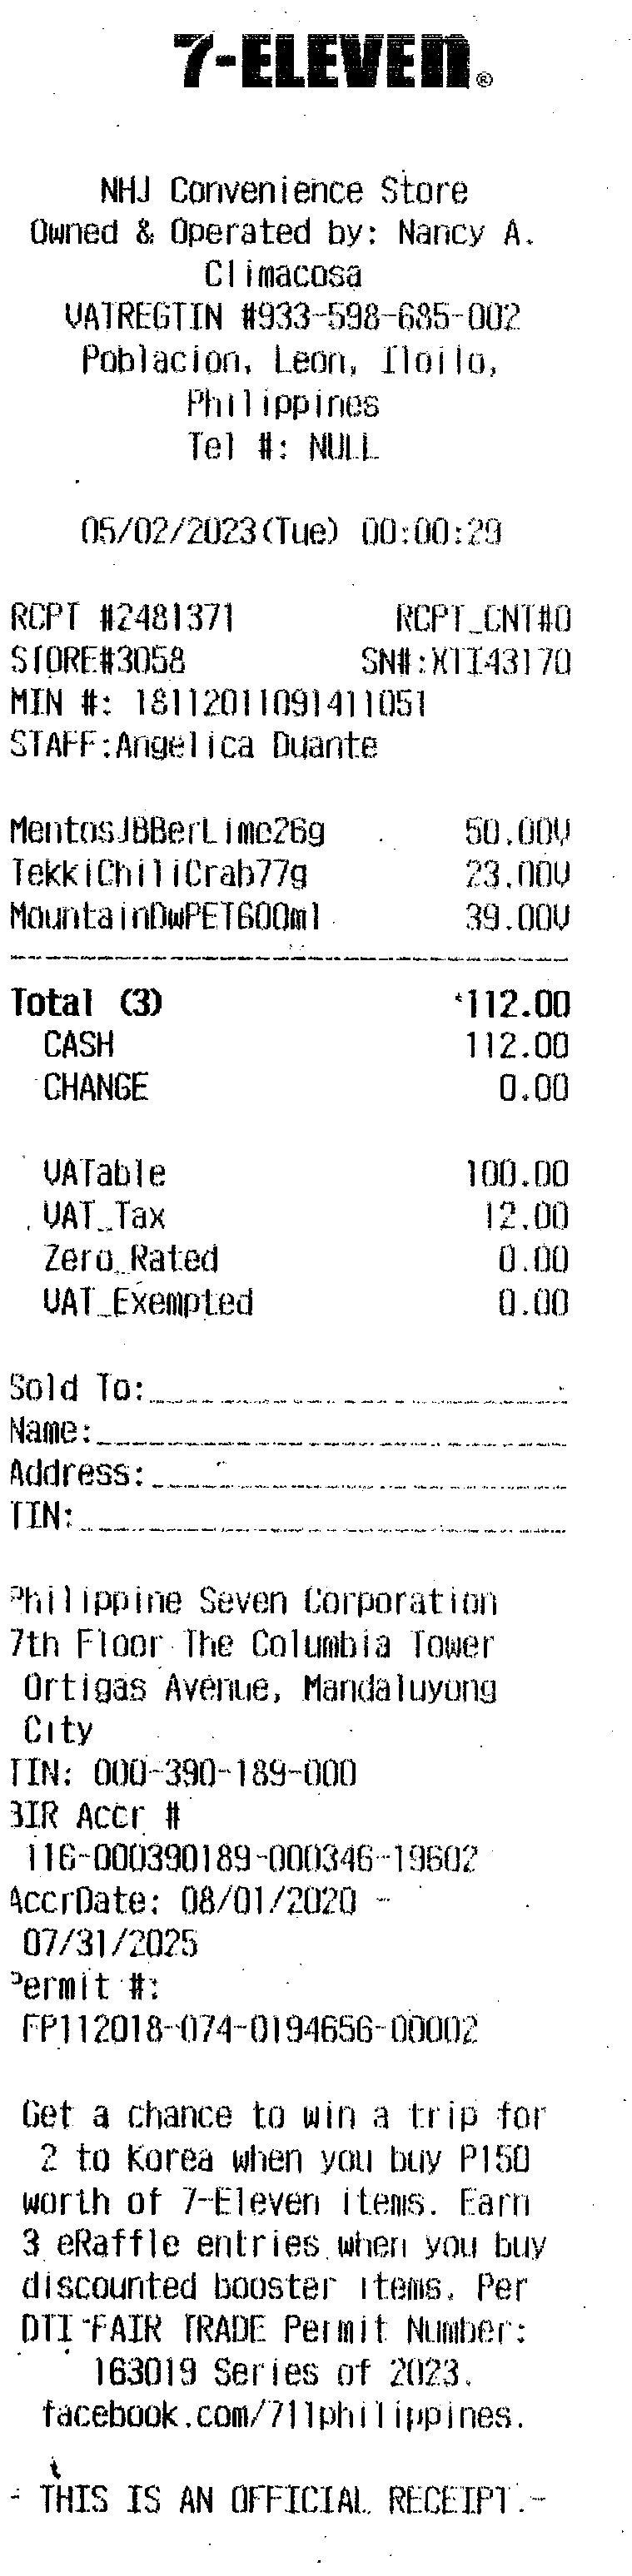 7-ELEVEN®
NHJ Convenience Store
Owned & Operated by: Nancy A.
Climacosa
VATREGTIN #933-598-685-002
Poblacion, Leon, Iloilo,
Philippines
Tel #: NULL
05/02/2023(Tue) 00:00:29
RCPT #2481371 RCPT_CNT#0
STORE#3058 SN#:XTI43170
MIN #: 18112011091411051
STAFF:Angelica Duante
MentosJBBerLime26g 50.00V
TekkiChiliCrab77g 23.00V
MountainDwPET600ml 39.00V
Total (3) 112.00
CASH 112.00
CHANGE 0.00
VATable 100.00
VAT_Tax 12.00
Zero_Rated 0.00
VAT_Exempted 0.00
Sold To:
Name:
Address:
TIN:
Philippine Seven Corporation
7th Floor The Columbia Tower
Ortigas Avenue, Mandaluyong
City
TIN: 000-390-189-000
BIR Accr #
116-000390189-000346-19602
AccrDate: 08/01/2020 -
07/31/2025
Permit #:
FP112018-074-0194656-00002
Get a chance to win a trip for
2 to Korea when you buy P150
worth of 7-Eleven items. Earn
3 eRaffle entries when you buy
discounted booster items. Per
DTI FAIR TRADE Permit Number:
163019 Series of 2023.
facebook.com/711philippines.
- THIS IS AN OFFICIAL RECEIPT.-